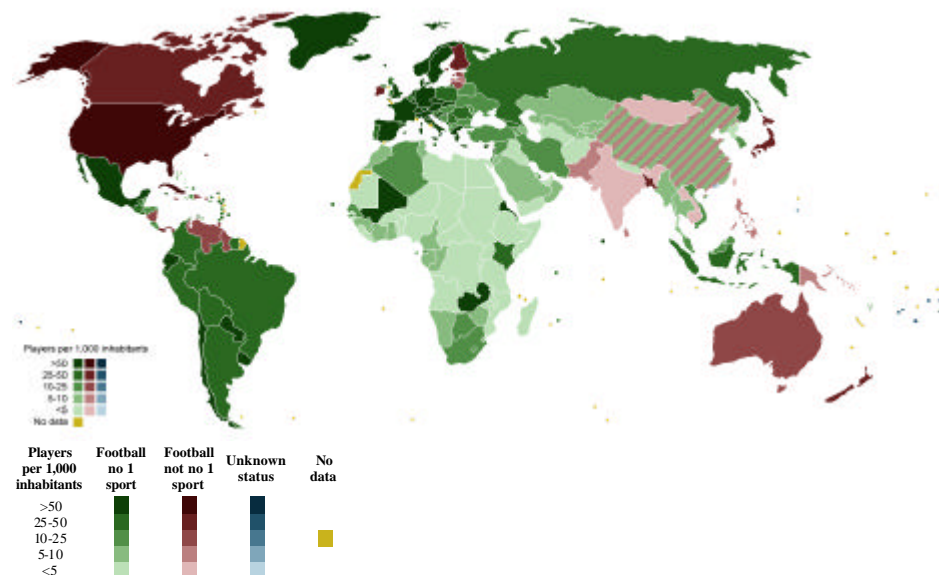 Players per 1,000 inhabitants
>50
25-50
10-25
5-10
<5
No data
Players per 1,000 inhabitants
Football no 1 sport
Football not no 1 sport
Unknown status
No data
>50
25-50
10-25
5-10
<5